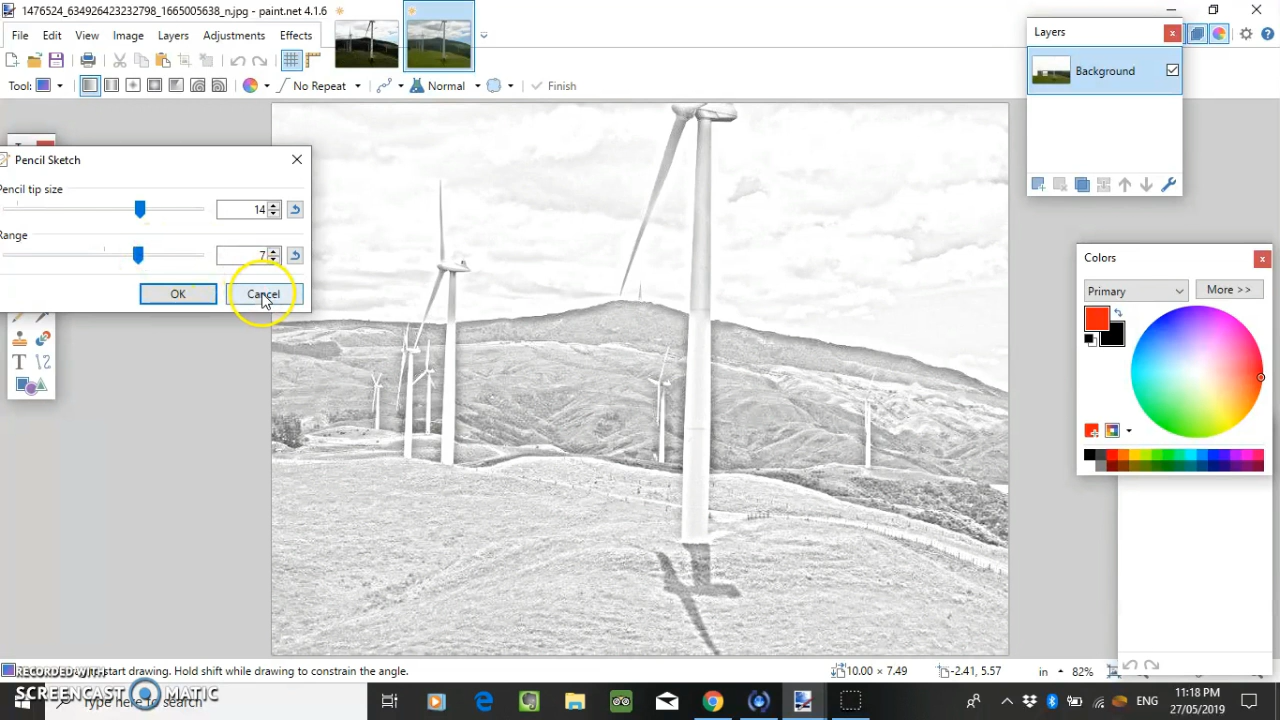 1476524_634926423232798_1665005638_n.jpg - paint.net 4.1.6
File Edit View Image Layers Adjustments Effects
Tool: No Repeat Normal Finish
Layers
Background
Pencil Sketch
Pencil tip size
14
Range
7
OK Cancel
Colors
Primary More >>
start drawing. Hold shift while drawing to constrain the angle.
10.00 × 7.49 -2.41, 5.57 in 82%
RECORDED WITH
SCREENCAST MATIC
Type here to search
ENG
11:18 PM
27/05/2019